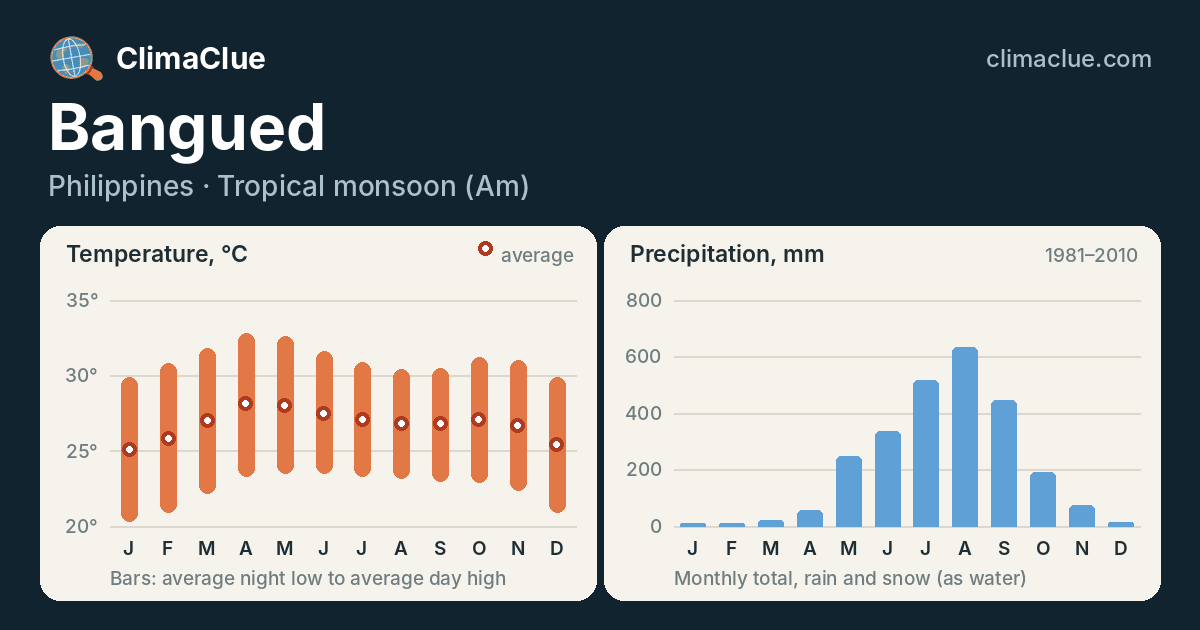 ClimaClue
climaclue.com
Bangued
Philippines · Tropical monsoon (Am)
Temperature, °C
average
35°
30°
25°
20°
J F M A M J J A S O N D
Bars: average night low to average day high
Precipitation, mm
1981–2010
800
600
400
200
0
J F M A M J J A S O N D
Monthly total, rain and snow (as water)